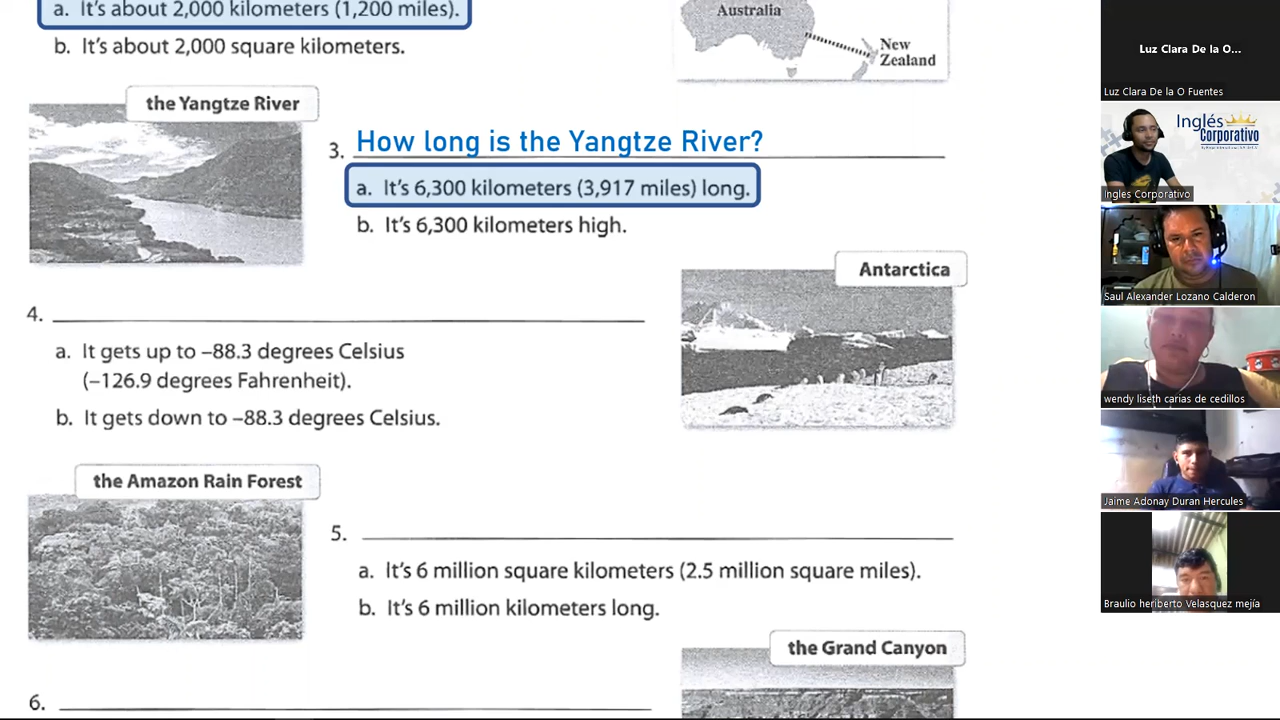 a. It's about 2,000 kilometers (1,200 miles).
b. It's about 2,000 square kilometers.
Australia
New
Zealand
the Yangtze River
3. How long is the Yangtze River?
a. It's 6,300 kilometers (3,917 miles) long.
b. It's 6,300 kilometers high.
Antarctica
4.
a. It gets up to –88.3 degrees Celsius
(–126.9 degrees Fahrenheit).
b. It gets down to –88.3 degrees Celsius.
the Amazon Rain Forest
5.
a. It's 6 million square kilometers (2.5 million square miles).
b. It's 6 million kilometers long.
the Grand Canyon
6.
Luz Clara De la O...
Luz Clara De la O Fuentes
Inglés
Corporativo
Ingles Corporativo
Saul Alexander Lozano Calderon
wendy liseth carias de cedillos
Jaime Adonay Duran Hercules
Braulio heriberto Velasquez mejía